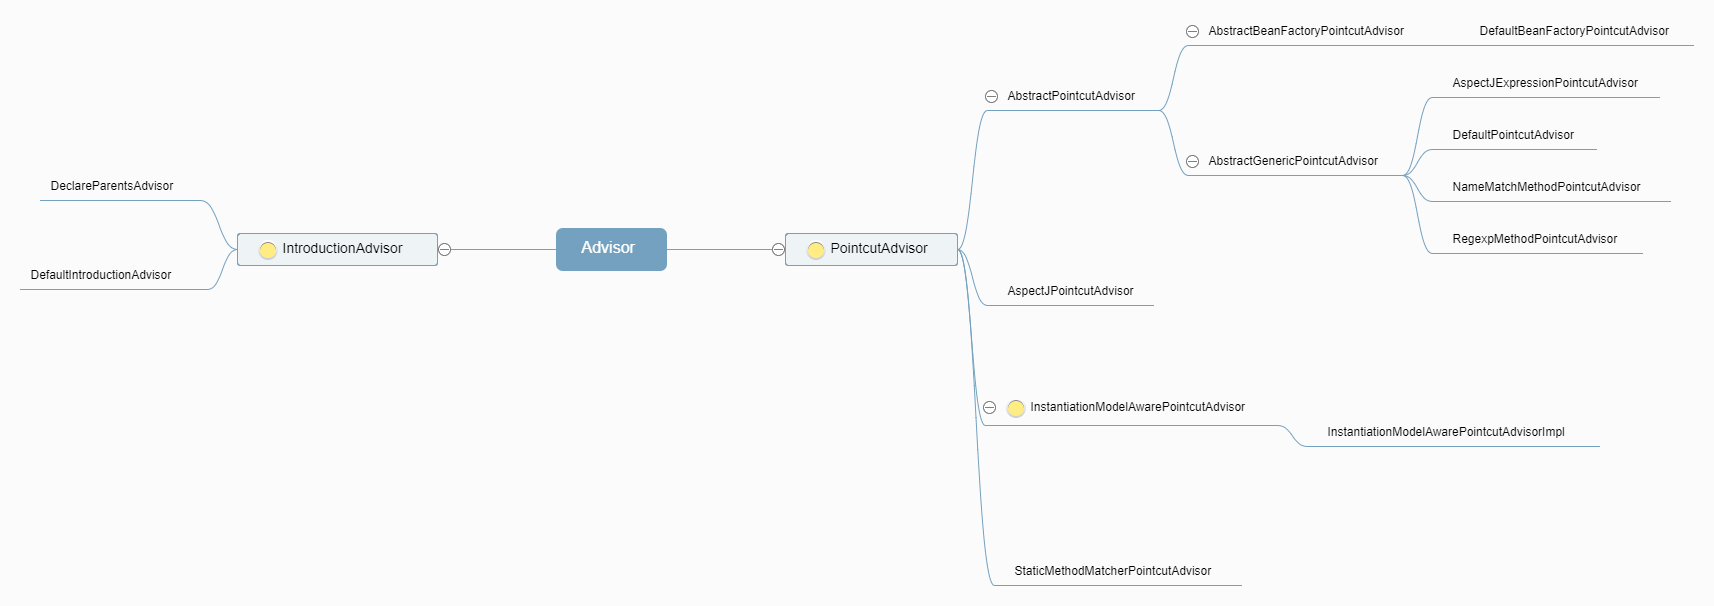 AbstractBeanFactoryPointcutAdvisor
DefaultBeanFactoryPointcutAdvisor
AspectJExpressionPointcutAdvisor
AbstractPointcutAdvisor
DefaultPointcutAdvisor
AbstractGenericPointcutAdvisor
NameMatchMethodPointcutAdvisor
DeclareParentsAdvisor
RegexpMethodPointcutAdvisor
IntroductionAdvisor
Advisor
PointcutAdvisor
DefaultIntroductionAdvisor
AspectJPointcutAdvisor
InstantiationModelAwarePointcutAdvisor
InstantiationModelAwarePointcutAdvisorImpl
StaticMethodMatcherPointcutAdvisor